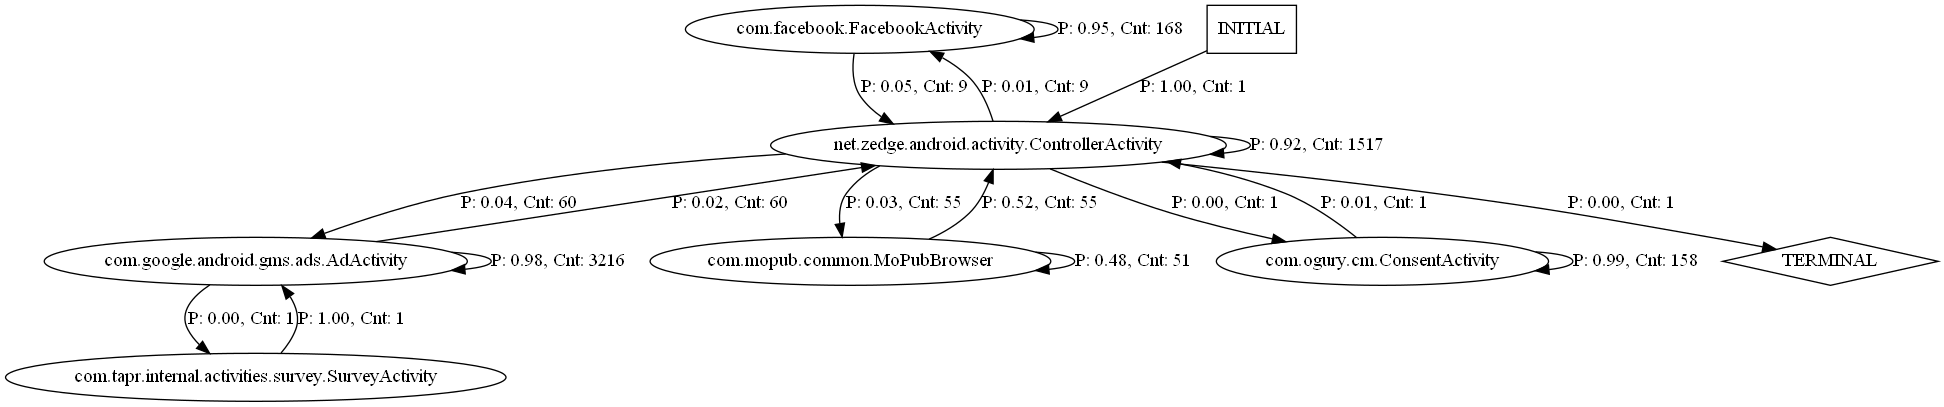 com.facebook.FacebookActivity
P: 0.95, Cnt: 168
INITIAL
P: 0.05, Cnt: 9
P: 0.01, Cnt: 9
P: 1.00, Cnt: 1
net.zedge.android.activity.ControllerActivity
P: 0.92, Cnt: 1517
P: 0.04, Cnt: 60
P: 0.02, Cnt: 60
P: 0.03, Cnt: 55
P: 0.52, Cnt: 55
P: 0.00, Cnt: 1
P: 0.01, Cnt: 1
P: 0.00, Cnt: 1
com.google.android.gms.ads.AdActivity
P: 0.98, Cnt: 3216
com.mopub.common.MoPubBrowser
P: 0.48, Cnt: 51
com.ogury.cm.ConsentActivity
P: 0.99, Cnt: 158
TERMINAL
P: 0.00, Cnt: 1
P: 1.00, Cnt: 1
com.tapr.internal.activities.survey.SurveyActivity